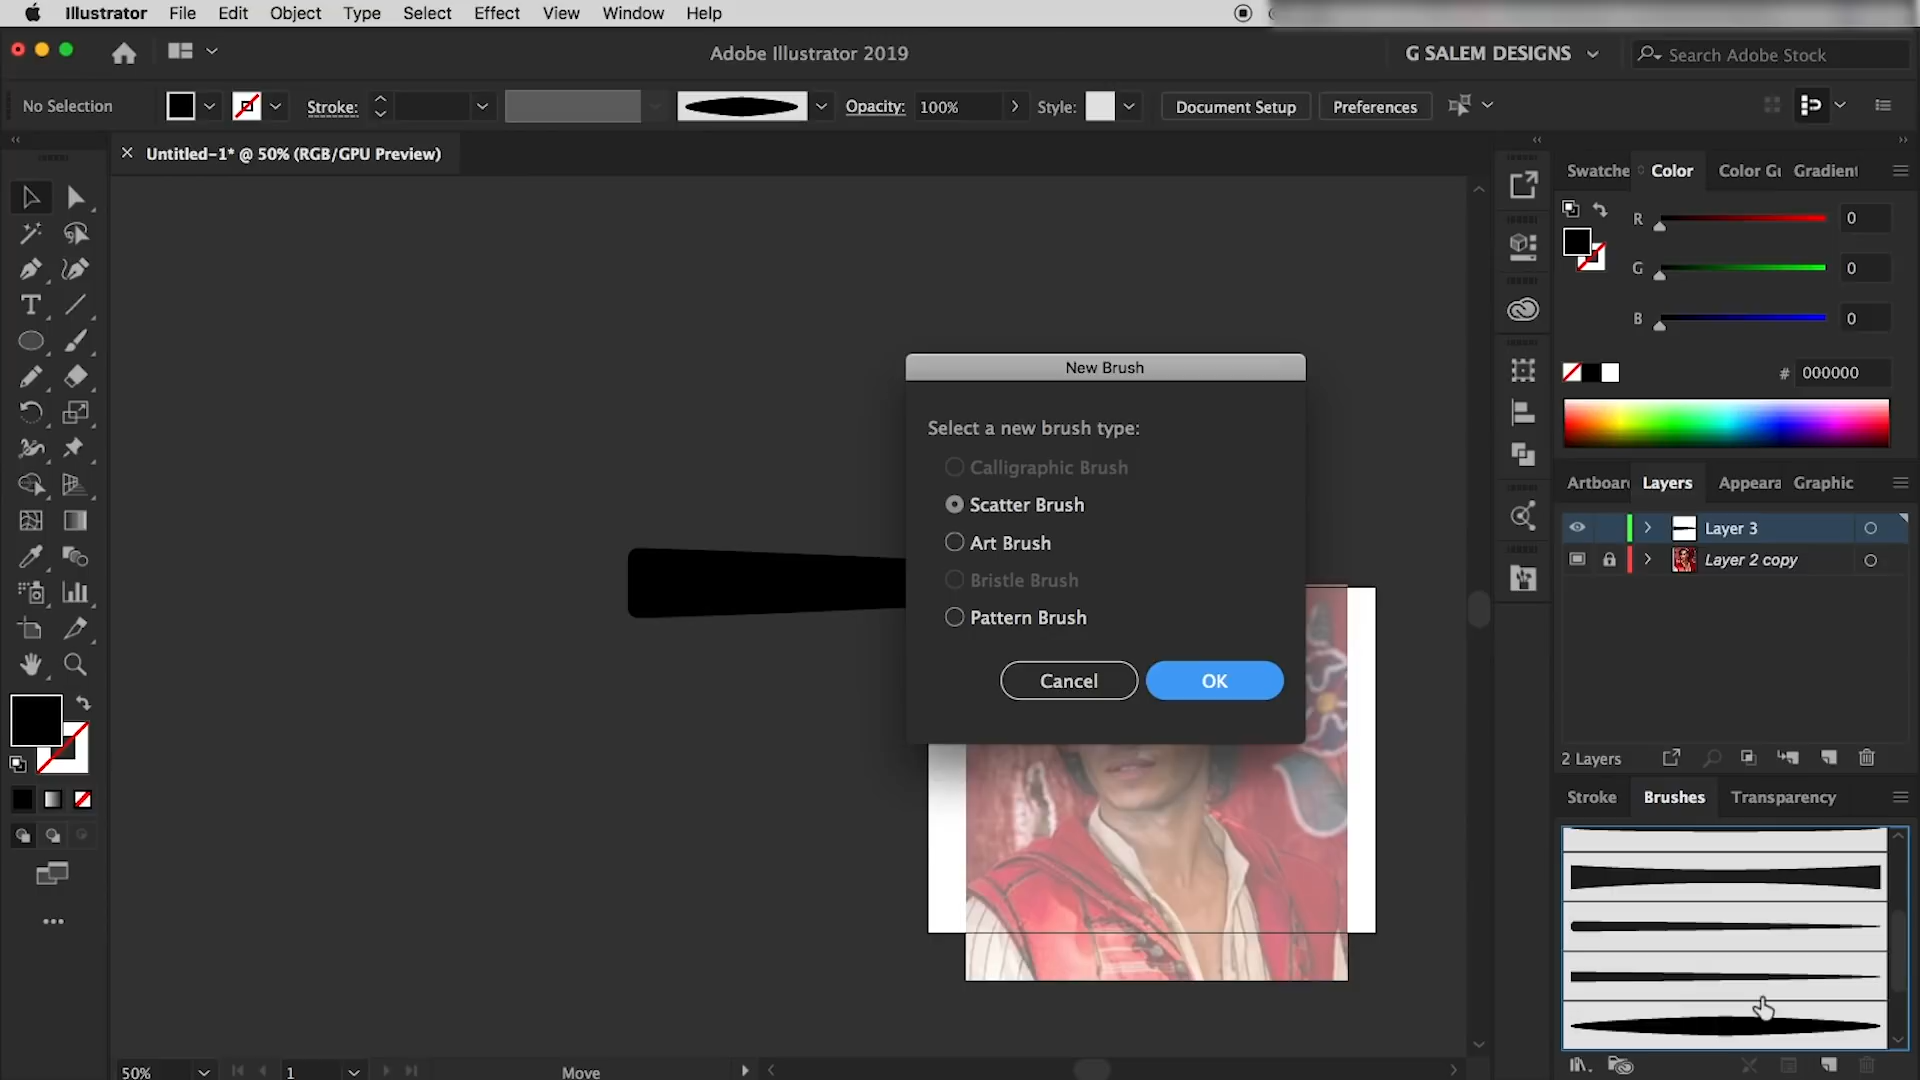 Illustrator File Edit Object Type Select Effect View Window Help
Adobe Illustrator 2019
G SALEM DESIGNS
Search Adobe Stock
No Selection
Stroke:
Opacity: 100%
Style:
Document Setup
Preferences
× Untitled-1* @ 50% (RGB/GPU Preview)
Swatche Color Color Gu Gradient
R 0
G 0
B 0
# 000000
New Brush
Select a new brush type:
Calligraphic Brush
Scatter Brush
Art Brush
Bristle Brush
Pattern Brush
Cancel OK
Artboar Layers Appeara Graphic
Layer 3
Layer 2 copy
2 Layers
Stroke Brushes Transparency
50% 1 Move